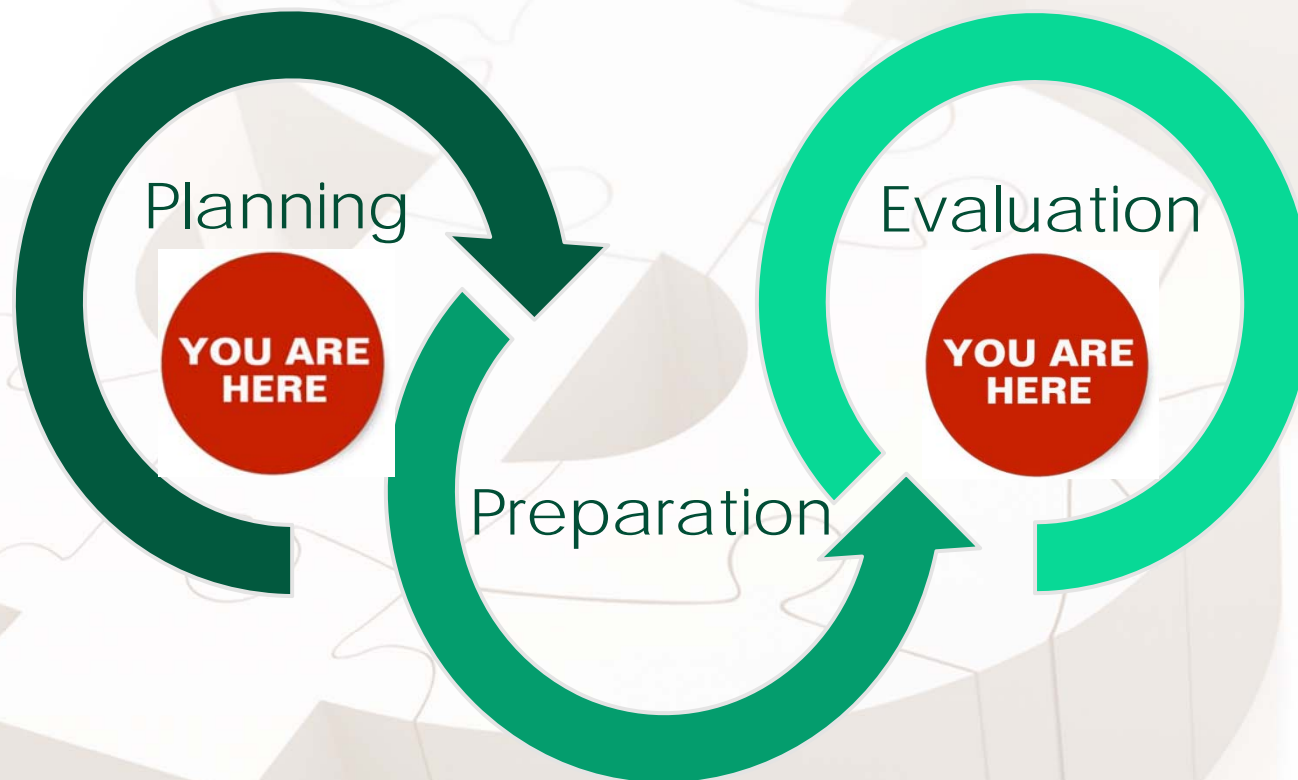 Planning
YOU ARE
HERE
Preparation
Evaluation
YOU ARE
HERE